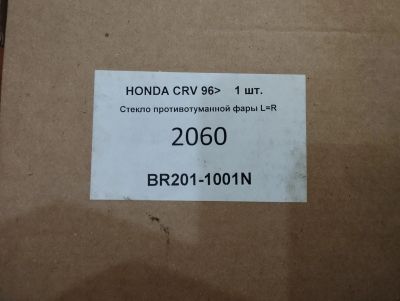 HONDA CRV 96> 1 шт.
Стекло противотуманной фары L=R
2060
BR201-1001N